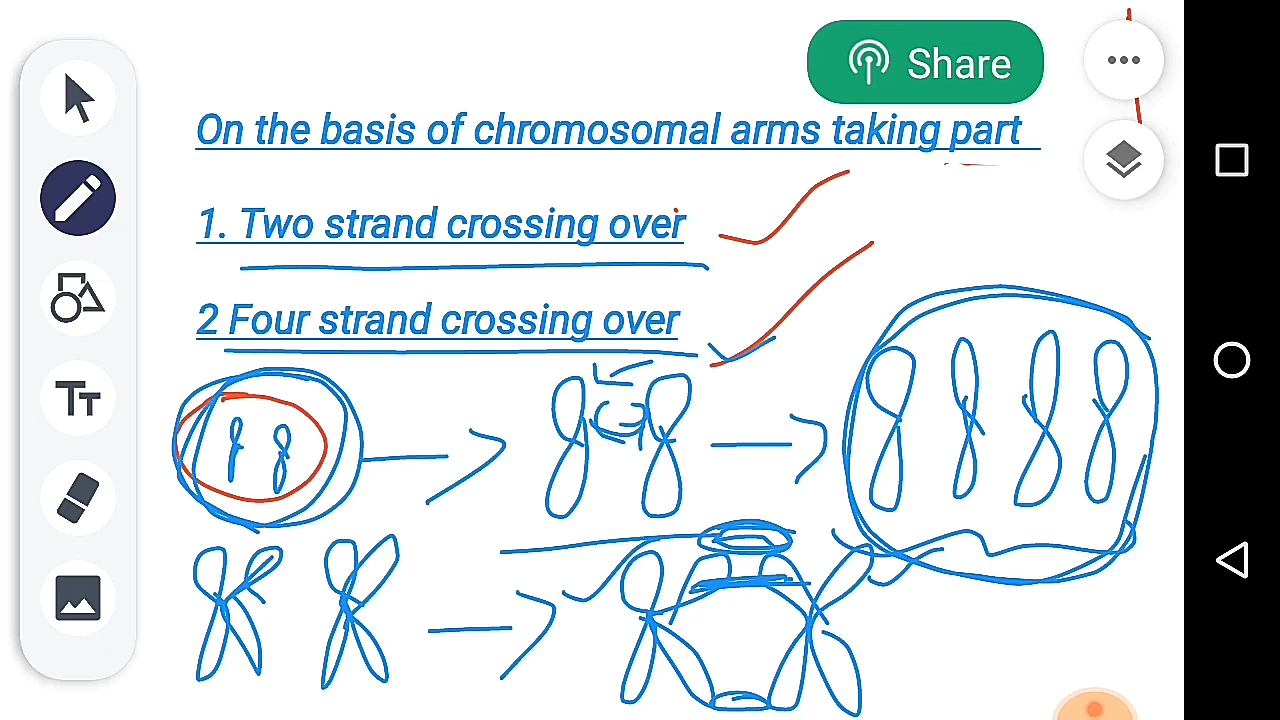 Share
On the basis of chromosomal arms taking part
1. Two strand crossing over
2 Four strand crossing over
TT